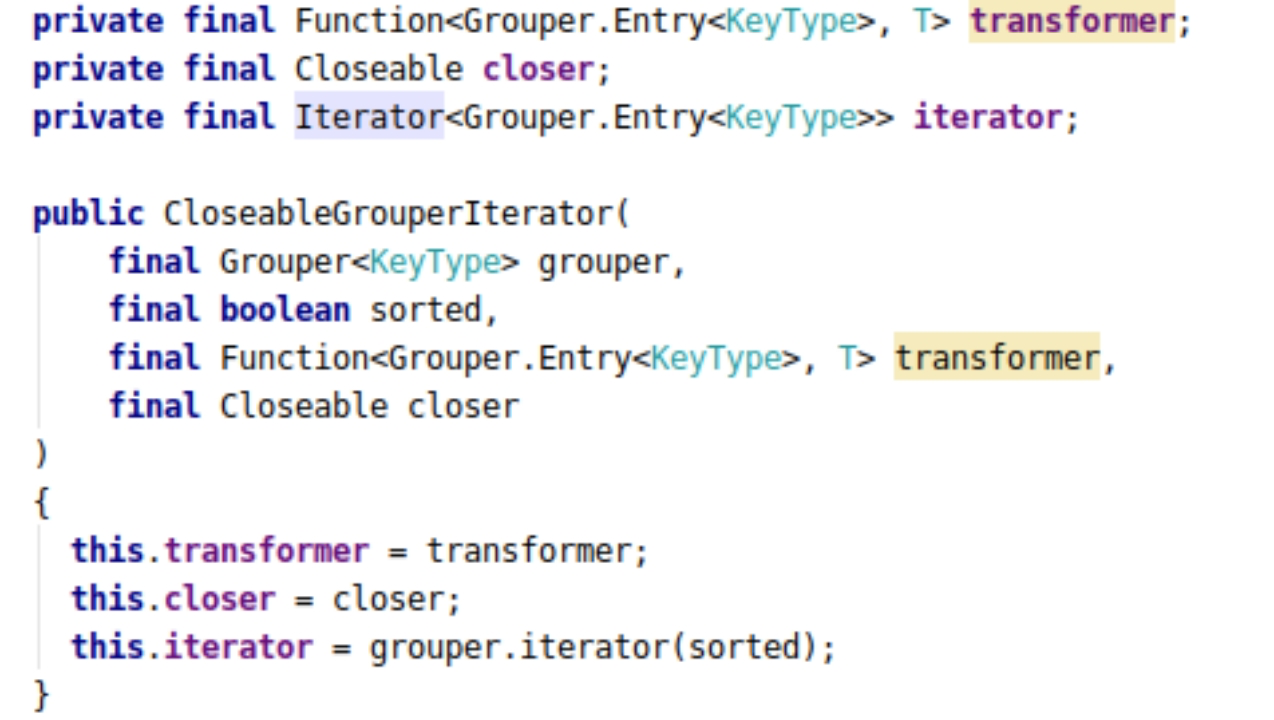 private final Function<Grouper.Entry<KeyType>, T> transformer;
private final Closeable closer;
private final Iterator<Grouper.Entry<KeyType>> iterator;
public CloseableGrouperIterator(
final Grouper<KeyType> grouper,
final boolean sorted,
final Function<Grouper.Entry<KeyType>, T> transformer,
final Closeable closer
)
{
this.transformer = transformer;
this.closer = closer;
this.iterator = grouper.iterator(sorted);
}